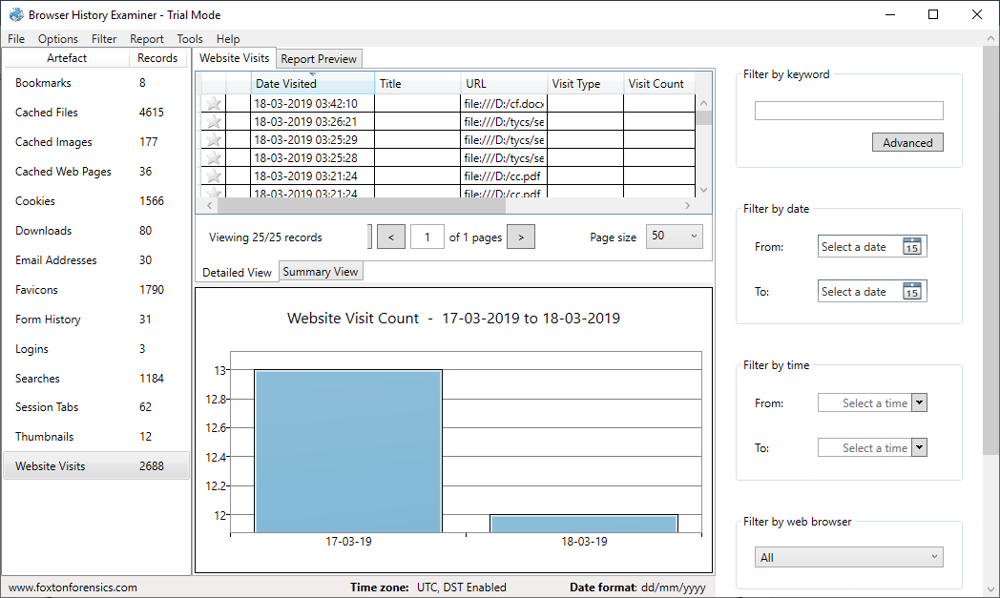 Browser History Examiner - Trial Mode
File Options Filter Report Tools Help
Artefact Records
Bookmarks 8
Cached Files 4615
Cached Images 177
Cached Web Pages 36
Cookies 1566
Downloads 80
Email Addresses 30
Favicons 1790
Form History 31
Logins 3
Searches 1184
Session Tabs 62
Thumbnails 12
Website Visits 2688
Website Visits Report Preview
Date Visited Title URL Visit Type Visit Count
18-03-2019 03:42:10 file:///D:/cf.docx
18-03-2019 03:26:21 file:///D:/tycs/se
18-03-2019 03:25:29 file:///D:/tycs/se
18-03-2019 03:25:28 file:///D:/tycs/se
18-03-2019 03:21:24 file:///D:/cc.pdf
18-03-2019 03:21:24 file:///D:/cc.pdf
Viewing 25/25 records < 1 of 1 pages > Page size 50
Detailed View Summary View
Website Visit Count - 17-03-2019 to 18-03-2019
13
12.8
12.6
12.4
12.2
12
17-03-19 18-03-19
Filter by keyword
Advanced
Filter by date
From: Select a date 15
To: Select a date 15
Filter by time
From: Select a time
To: Select a time
Filter by web browser
All
www.foxtonforensics.com Time zone: UTC, DST Enabled Date format: dd/mm/yyyy